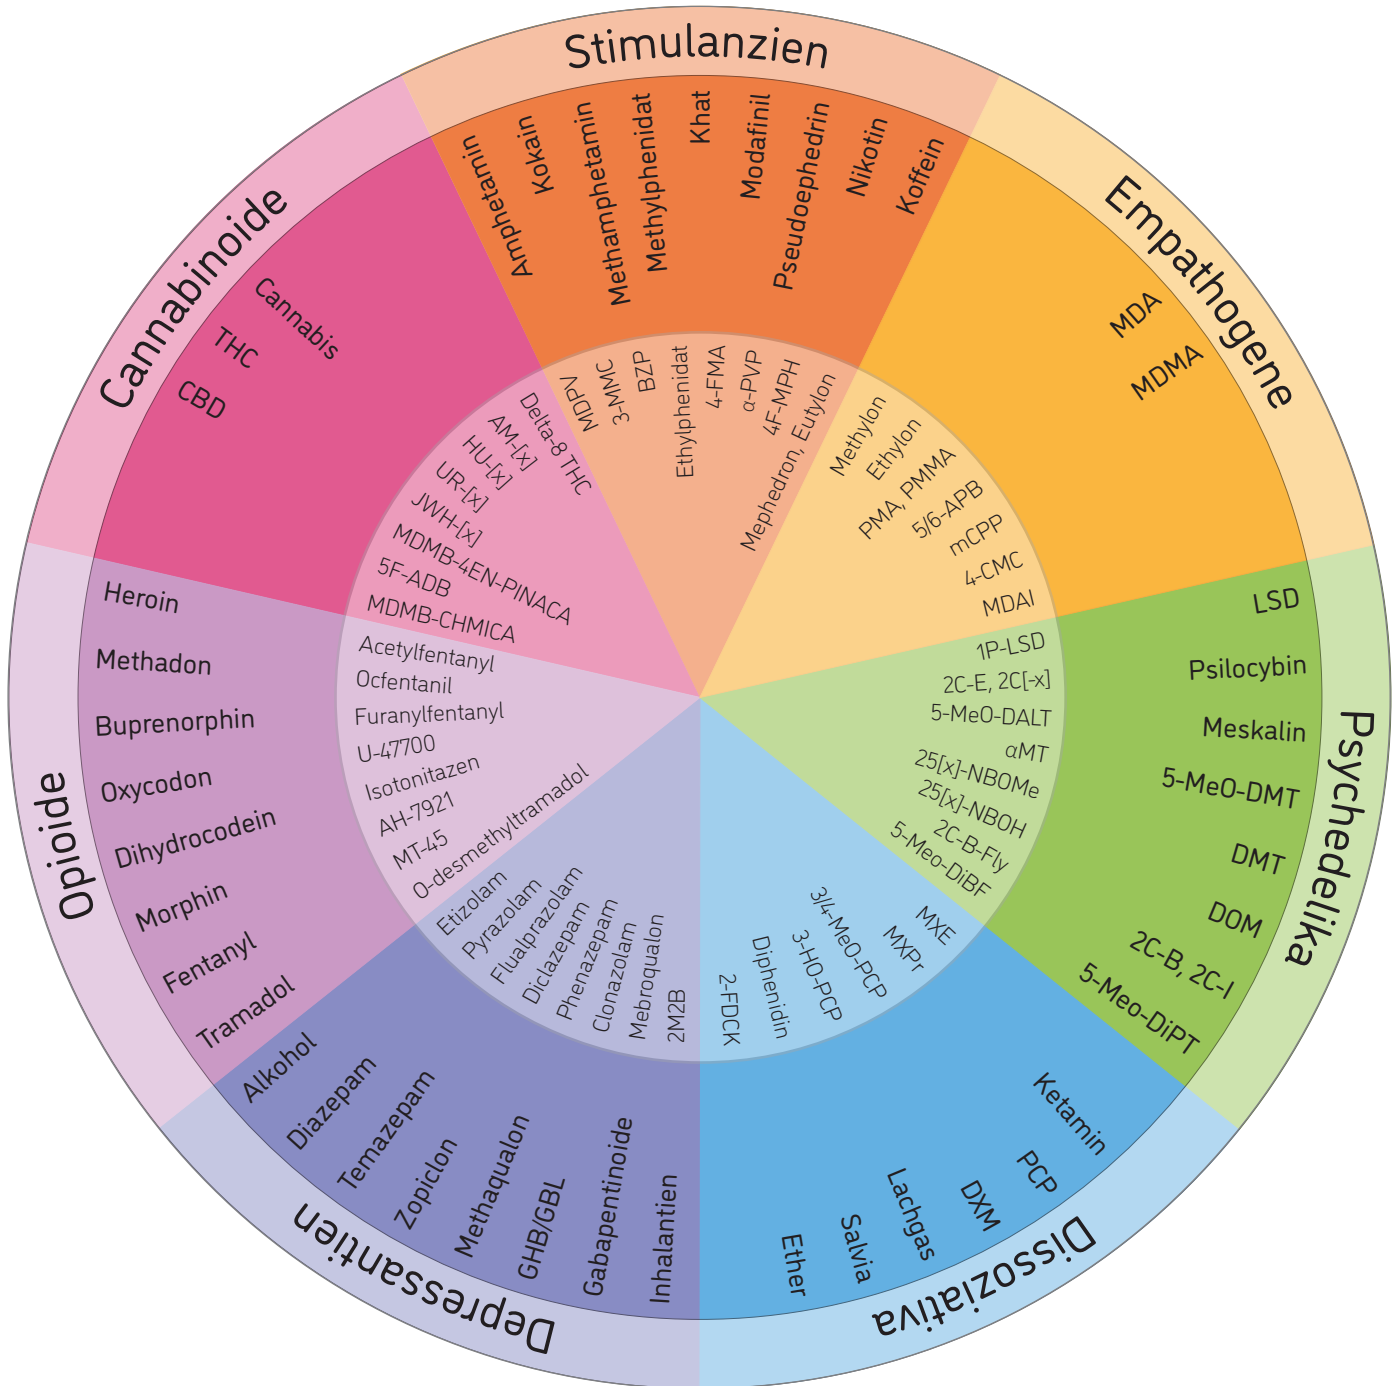 Stimulanzien
Amphetamin
Kokain
Methamphetamin
Methylphenidat
Khat
Modafinil
Pseudoephedrin
Nikotin
Koffein
MDPV
3-MMC
BZP
Ethylphenidat
4-FMA
α-PVP
4F-MPH
Mephedron, Eutylon
Empathogene
MDA
MDMA
Methylon
Ethylon
PMA, PMMA
5/6-APB
mCPP
4-CMC
MDAI
Psychedelika
LSD
Psilocybin
Meskalin
5-MeO-DMT
DMT
DOM
2C-B, 2C-I
5-Meo-DiPT
1P-LSD
2C-E, 2C[-x]
5-MeO-DALT
αMT
25[x]-NBOMe
25[x]-NBOH
2C-B-Fly
5-Meo-DiBF
Dissoziativa
Ketamin
PCP
DXM
Lachgas
Salvia
Ether
MXE
MXPr
3/4-MeO-PCP
3-HO-PCP
Diphenidin
2-FDCK
Depressantien
Alkohol
Diazepam
Temazepam
Zopiclon
Methaqualon
GHB/GBL
Gabapentinoide
Inhalantien
Etizolam
Pyrazolam
Flualprazolam
Diclazepam
Phenazepam
Clonazolam
Mebroqualon
2M2B
Opioide
Heroin
Methadon
Buprenorphin
Oxycodon
Dihydrocodein
Morphin
Fentanyl
Tramadol
Acetylfentanyl
Ocfentanil
Furanylfentanyl
U-47700
Isotonitazen
AH-7921
MT-45
O-desmethyltramadol
Cannabinoide
Cannabis
THC
CBD
Delta-8 THC
AM-[x]
HU-[x]
UR-[x]
JWH-[x]
MDMB-4EN-PINACA
5F-ADB
MDMB-CHMICA